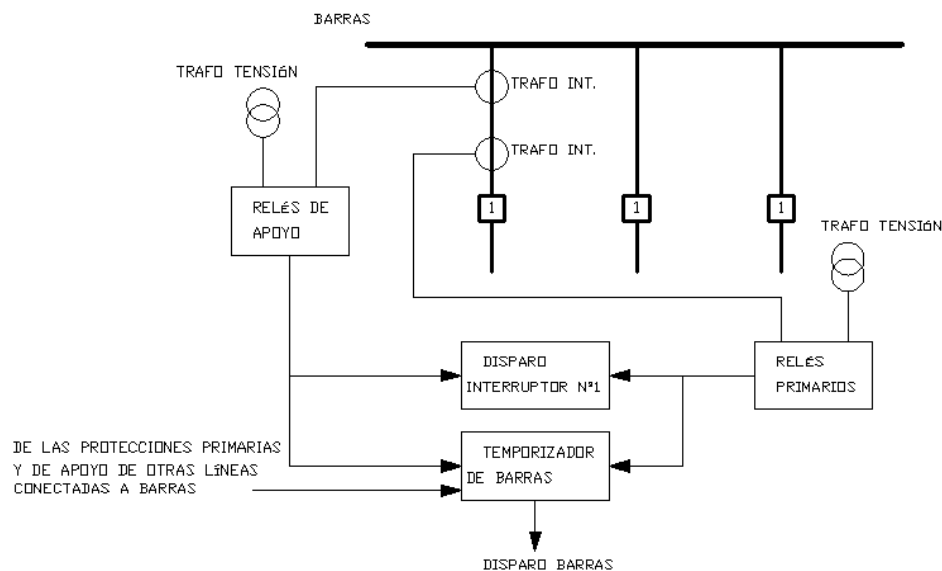 BARRAS
TRAFO TENSIÓN
TRAFO INT.
TRAFO INT.
RELÉS DE
APOYO
1
1
1
TRAFO TENSIÓN
DISPARO
INTERRUPTOR Nº1
RELÉS
PRIMARIOS
DE LAS PROTECCIONES PRIMARIAS
Y DE APOYO DE OTRAS LÍNEAS
CONECTADAS A BARRAS
TEMPORIZADOR
DE BARRAS
DISPARO BARRAS